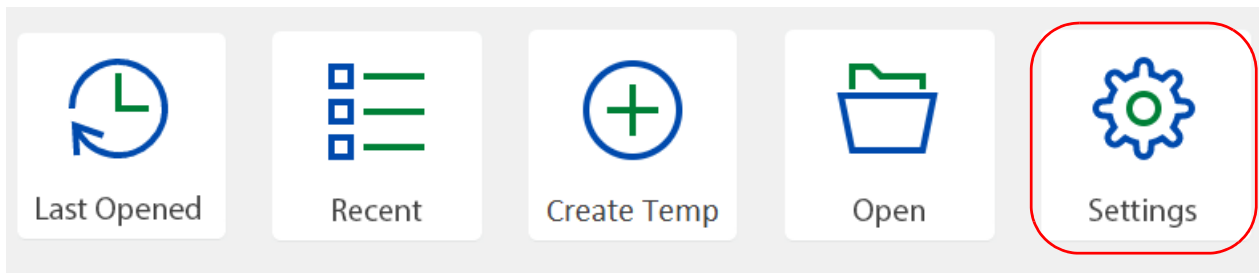 Last Opened
Recent
Create Temp
Open
Settings